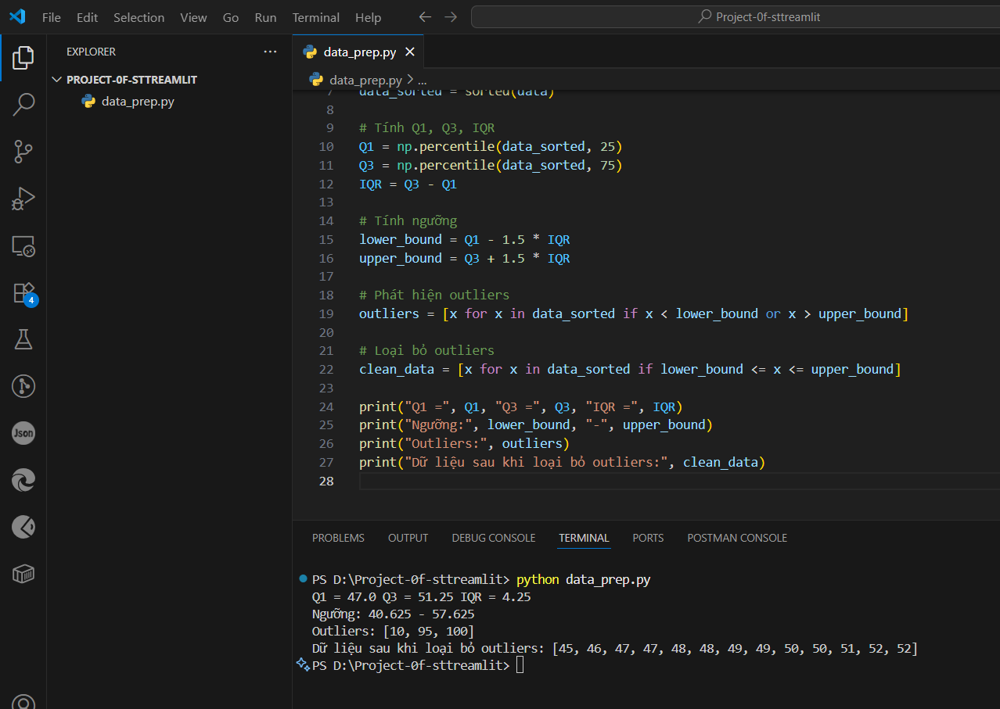 File Edit Selection View Go Run Terminal Help
Project-0f-sttreamlit
EXPLORER
PROJECT-0F-STTREAMLIT
data_prep.py
data_prep.py
data_prep.py > ...
7 data_sorted = sorted(data)
8
9 # Tính Q1, Q3, IQR
10 Q1 = np.percentile(data_sorted, 25)
11 Q3 = np.percentile(data_sorted, 75)
12 IQR = Q3 - Q1
13
14 # Tính ngưỡng
15 lower_bound = Q1 - 1.5 * IQR
16 upper_bound = Q3 + 1.5 * IQR
17
18 # Phát hiện outliers
19 outliers = [x for x in data_sorted if x < lower_bound or x > upper_bound]
20
21 # Loại bỏ outliers
22 clean_data = [x for x in data_sorted if lower_bound <= x <= upper_bound]
23
24 print("Q1 =", Q1, "Q3 =", Q3, "IQR =", IQR)
25 print("Ngưỡng:", lower_bound, "-", upper_bound)
26 print("Outliers:", outliers)
27 print("Dữ liệu sau khi loại bỏ outliers:", clean_data)
28
4
Json
PROBLEMS OUTPUT DEBUG CONSOLE TERMINAL PORTS POSTMAN CONSOLE
PS D:\Project-0f-sttreamlit> python data_prep.py
Q1 = 47.0 Q3 = 51.25 IQR = 4.25
Ngưỡng: 40.625 - 57.625
Outliers: [10, 95, 100]
Dữ liệu sau khi loại bỏ outliers: [45, 46, 47, 47, 48, 48, 49, 49, 50, 50, 51, 52, 52]
PS D:\Project-0f-sttreamlit>